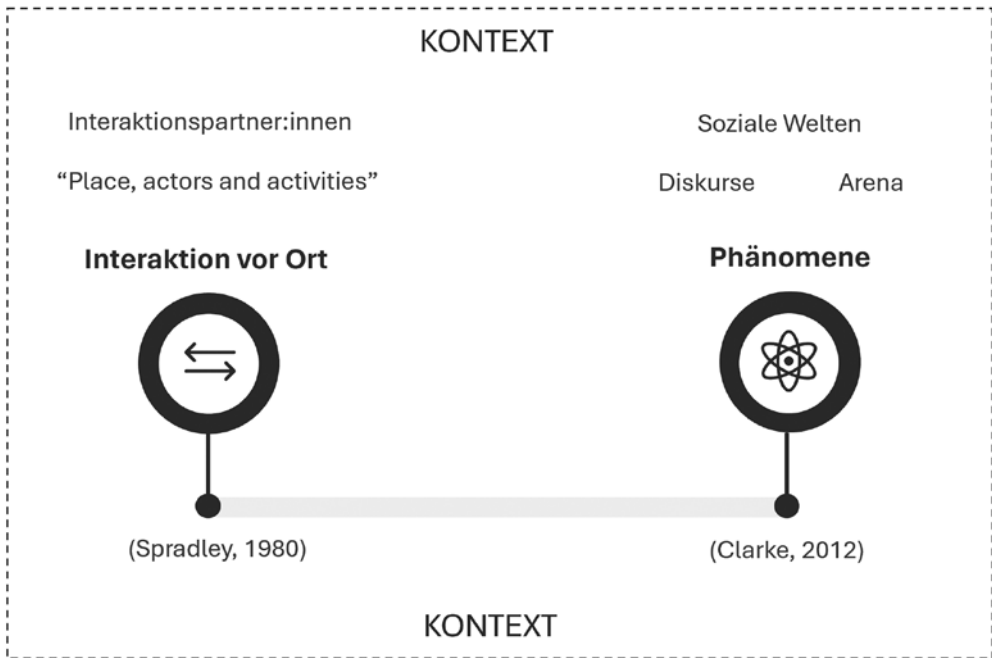 KONTEXT
Interaktionspartner:innen
Soziale Welten
“Place, actors and activities”
Diskurse
Arena
Interaktion vor Ort
Phänomene
(Spradley, 1980)
(Clarke, 2012)
KONTEXT